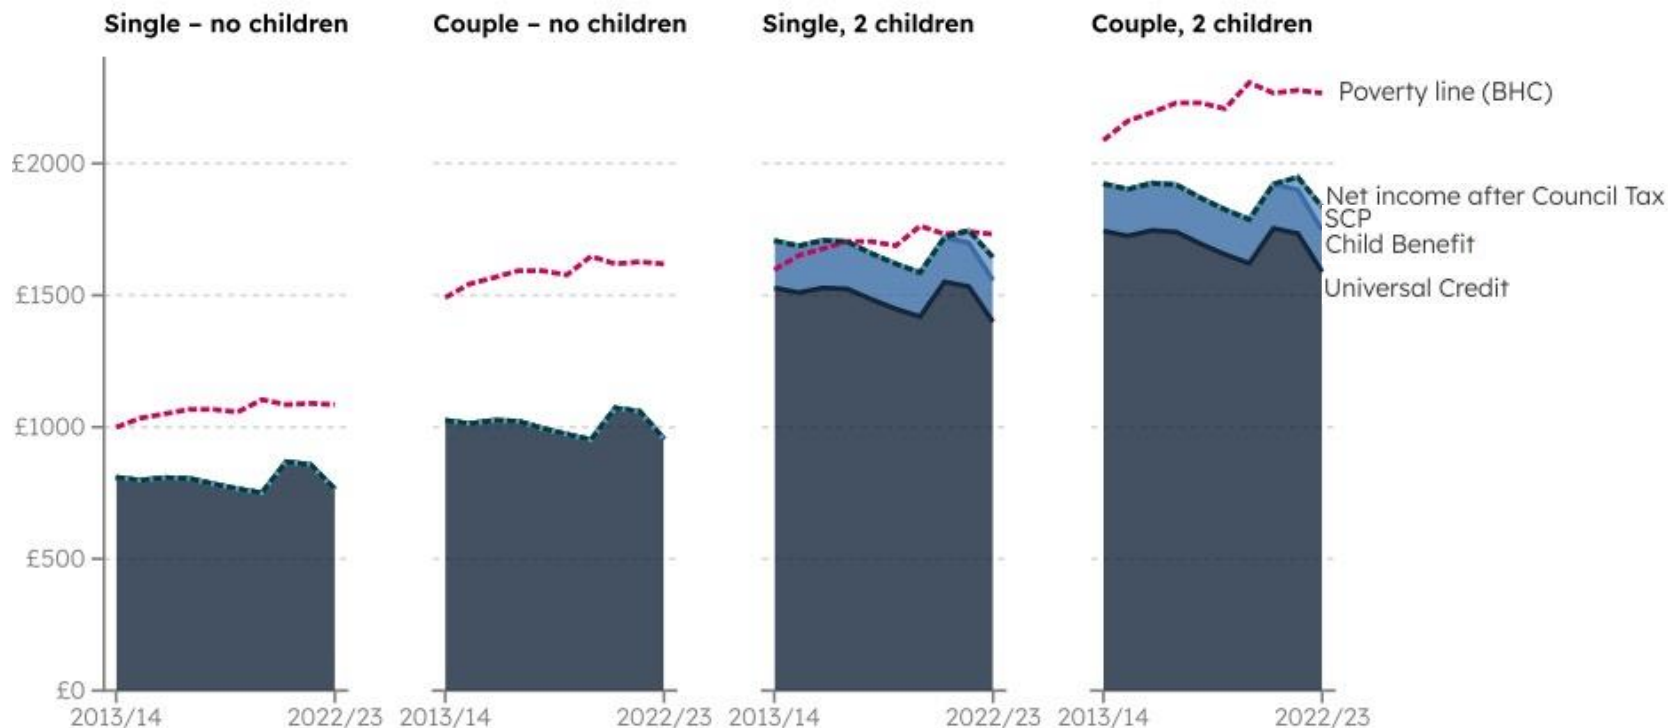 Single – no children
Couple – no children
Single, 2 children
Couple, 2 children
Poverty line (BHC)
£2000
Net income after Council Tax
SCP
Child Benefit
Universal Credit
£1500
£1000
£500
£0
2013/14
2022/23
2013/14
2022/23
2013/14
2022/23
2013/14
2022/23